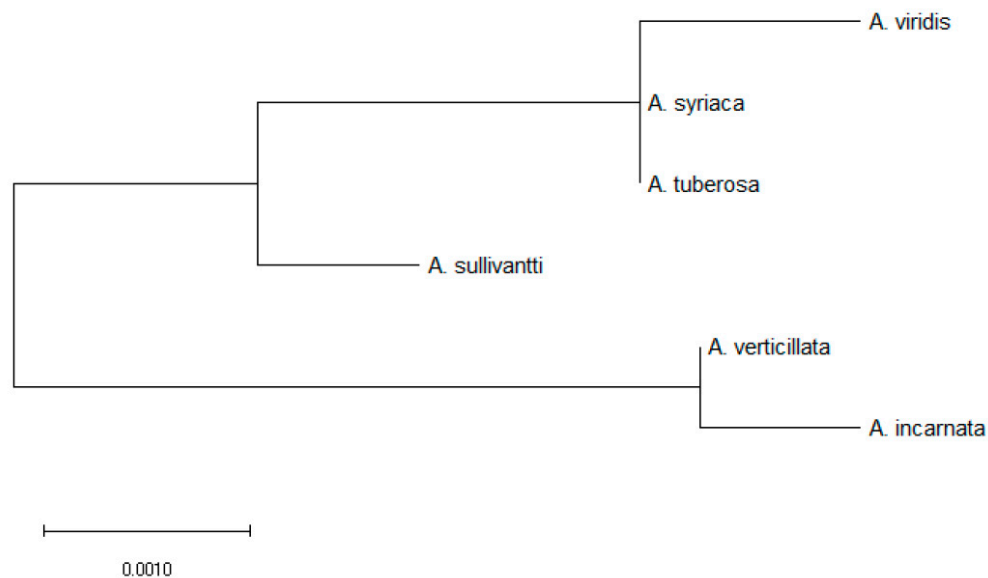 A. viridis
A. syriaca
A. tuberosa
A. sullivantti
A. verticillata
A. incarnata
0.0010